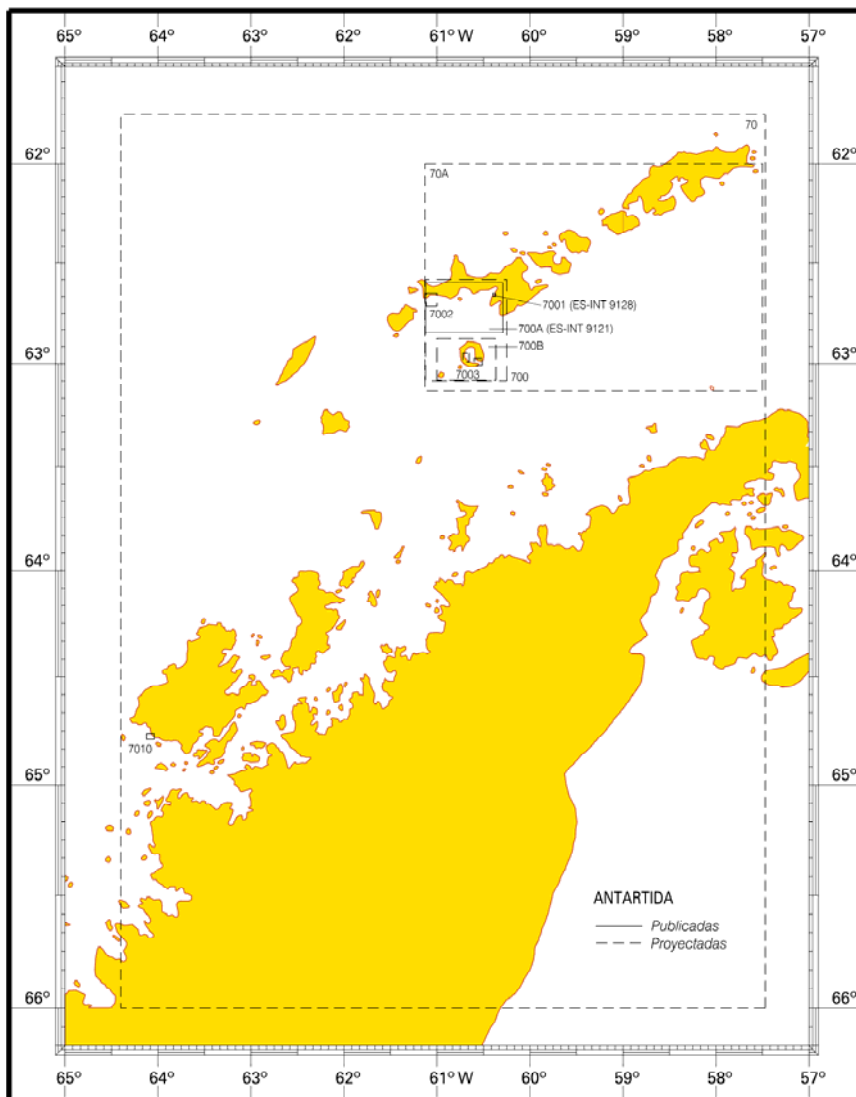 65° 64° 63° 62° 61° W 60° 59° 58° 57°
70
62° 62°
70A
7001 (ES-INT 9128)
7002
700A (ES-INT 9121)
700B
63° 63°
7003 700
64° 64°
7010
65° 65°
ANTARTIDA
Publicadas
Proyectadas
66° 66°
65° 64° 63° 62° 61° W 60° 59° 58° 57°